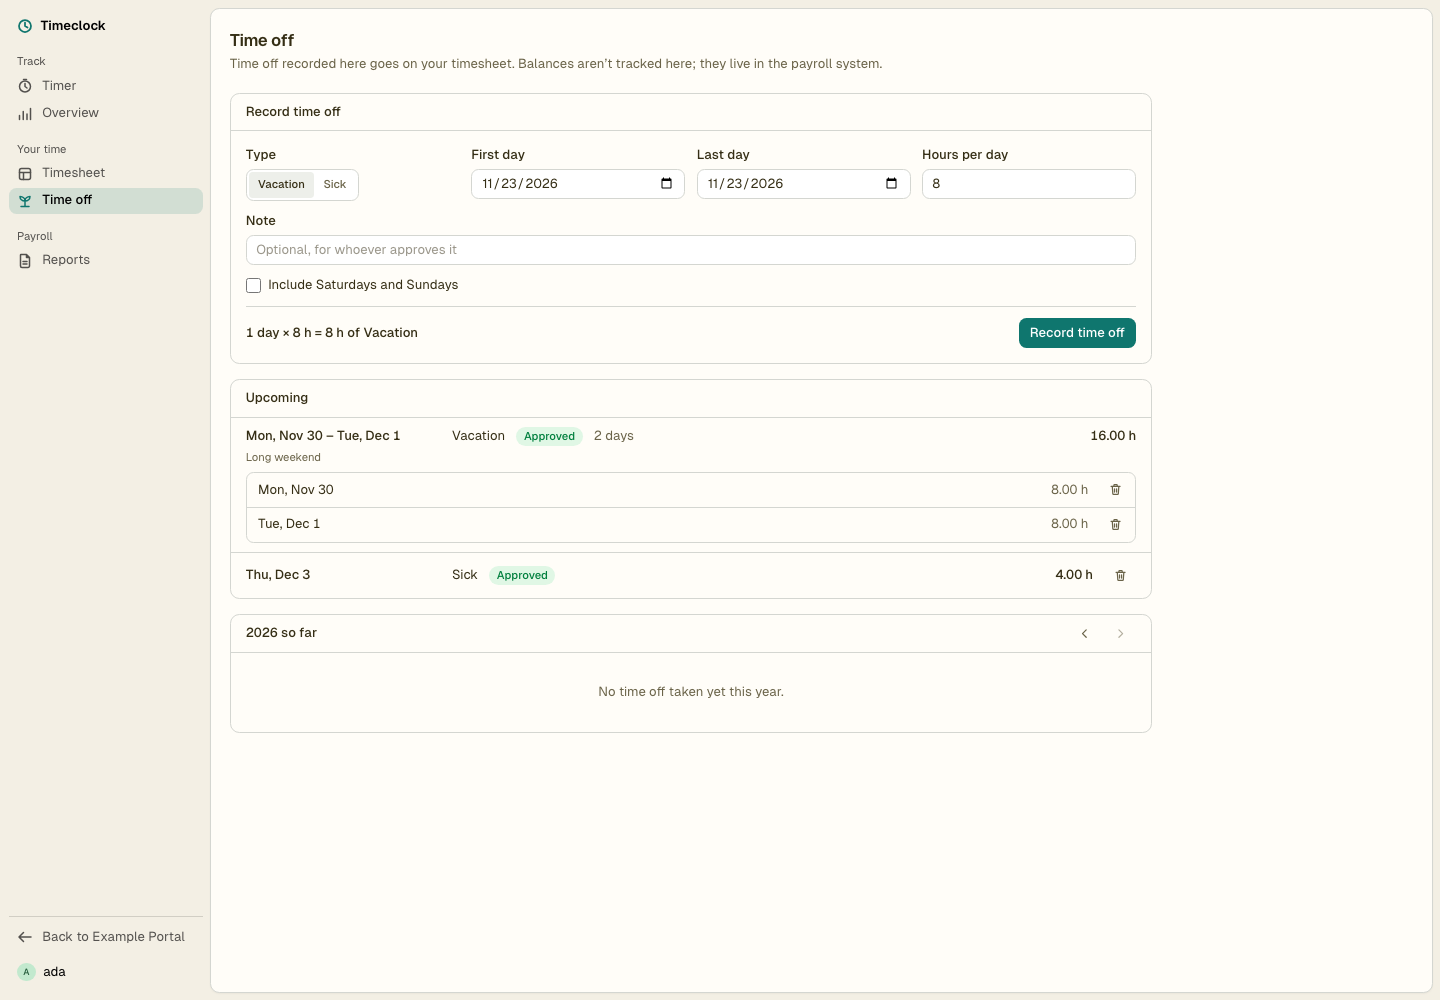 Timeclock
Track
Timer
Overview
Your time
Timesheet
Time off
Payroll
Reports
Back to Example Portal
A ada
Time off
Time off recorded here goes on your timesheet. Balances aren’t tracked here; they live in the payroll system.
Record time off
Type First day Last day Hours per day
Vacation Sick 11/23/2026 11/23/2026 8
Note
Optional, for whoever approves it
Include Saturdays and Sundays
1 day × 8 h = 8 h of Vacation Record time off
Upcoming
Mon, Nov 30 – Tue, Dec 1 Vacation Approved 2 days 16.00 h
Long weekend
Mon, Nov 30 8.00 h
Tue, Dec 1 8.00 h
Thu, Dec 3 Sick Approved 4.00 h
2026 so far
No time off taken yet this year.